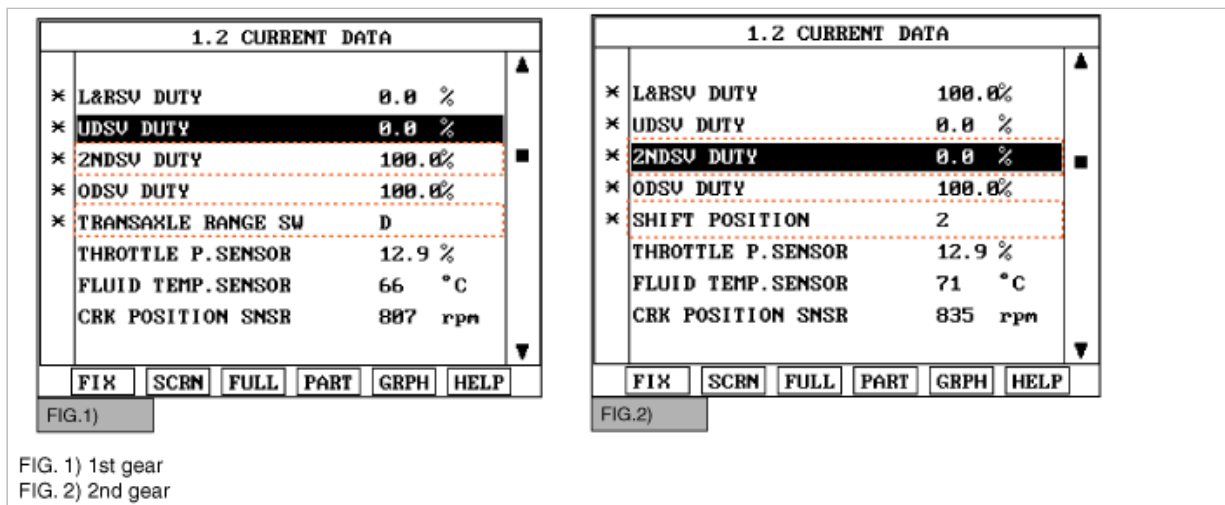 1.2 CURRENT DATA
* L&RSV DUTY 0.0 %
* UDSV DUTY 0.0 %
* 2NDSV DUTY 100.0%
* ODSV DUTY 100.0%
* TRANSAXLE RANGE SW D
THROTTLE P.SENSOR 12.9 %
FLUID TEMP.SENSOR 66 °C
CRK POSITION SNSR 807 rpm
FIX SCRN FULL PART GRPH HELP
FIG.1)
1.2 CURRENT DATA
* L&RSV DUTY 100.0%
* UDSV DUTY 0.0 %
* 2NDSV DUTY 0.0 %
* ODSV DUTY 100.0%
* SHIFT POSITION 2
THROTTLE P.SENSOR 12.9 %
FLUID TEMP.SENSOR 71 °C
CRK POSITION SNSR 835 rpm
FIX SCRN FULL PART GRPH HELP
FIG.2)
FIG. 1) 1st gear
FIG. 2) 2nd gear